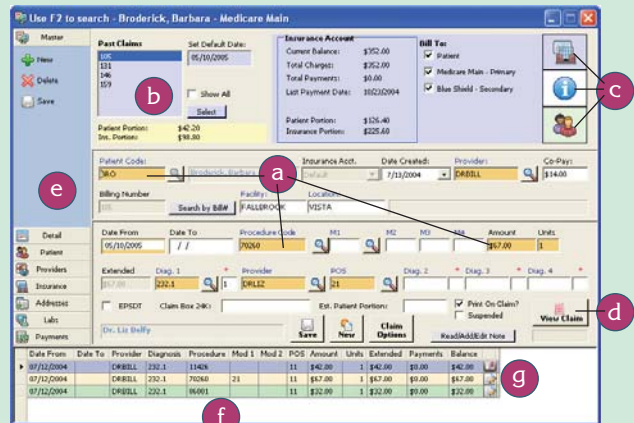 Use F2 to search - Broderick, Barbara - Medicare Main
Master
New
Delete
Save
e
Detail
Patient
Providers
Insurance
Addresses
Labs
Payments
Past Claims
105
131
146
159
b
Set Default Date:
05/10/2005
Show All
Select
Patient Portion: $42.20
Ins. Portion: $98.80
Insurance Account
Current Balance: $352.00
Total Charges: $352.00
Total Payments: $0.00
Last Payment Date: 10/23/2004
Patient Portion: $126.40
Insurance Portion: $225.60
Bill To:
Patient
Medicare Main - Primary
Blue Shield - Secondary
c
Patient Code: Insurance Acct. Date Created: Provider: Co-Pay:
BRO Broderick, Barbara a Default 7/13/2004 DRBILL $14.00
Billing Number Facility: Location:
105 Search by Bill# FALLBROOK VISTA
Date From Date To Procedure Code M1 M2 M3 M4 Amount Units
05/10/2005 / / 70260 $67.00 1
Extended Diag. 1 * Provider POS Diag. 2 * Diag. 3 * Diag. 4 *
$67.00 232.1 1 DRLIZ 21
EPSDT Claim Box 24K: Est. Patient Portion: Print On Claim?
Suspended
View Claim
d
Dr. Liz Save New Claim Options Read/Add/Edit Note
Date From Date To Provider Diagnosis Procedure Mod 1 Mod 2 POS Amount Units Extended Payments Balance
07/12/2004 DRBILL 232.1 11426 11 $42.00 1 $42.00 $0.00 $42.00
07/12/2004 DRBILL 232.1 70260 21 11 $67.00 1 $67.00 $0.00 $67.00
07/12/2004 DRBILL 232.1 86001 11 $32.00 1 $32.00 $0.00 $32.00
g
f